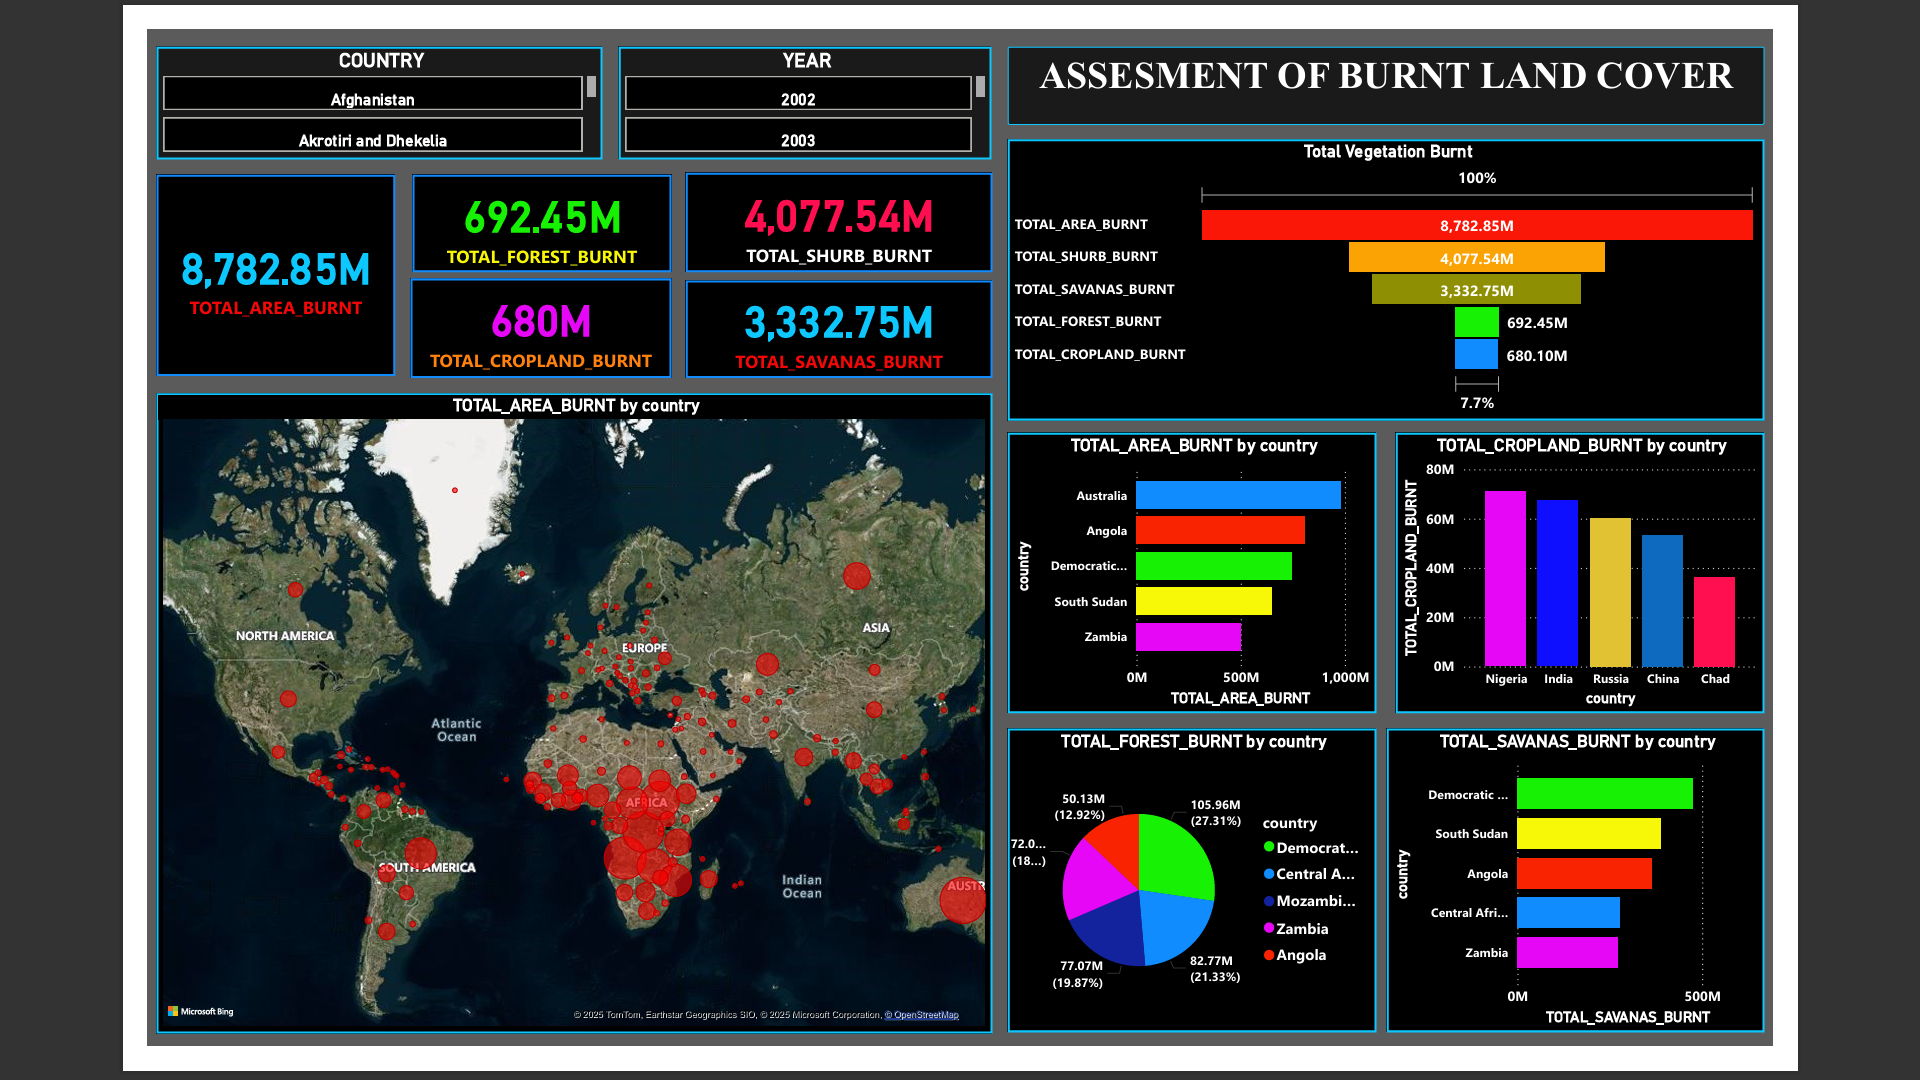 COUNTRY
Afghanistan
Akrotiri and Dhekelia
YEAR
2002
2003
ASSESMENT OF BURNT LAND COVER
8,782.85M
TOTAL_AREA_BURNT
692.45M
TOTAL_FOREST_BURNT
4,077.54M
TOTAL_SHURB_BURNT
680M
TOTAL_CROPLAND_BURNT
3,332.75M
TOTAL_SAVANAS_BURNT
Total Vegetation Burnt
100%
TOTAL_AREA_BURNT 8,782.85M
TOTAL_SHURB_BURNT 4,077.54M
TOTAL_SAVANAS_BURNT 3,332.75M
TOTAL_FOREST_BURNT 692.45M
TOTAL_CROPLAND_BURNT 680.10M
7.7%
TOTAL_AREA_BURNT by country
NORTH AMERICA
EUROPE
ASIA
Atlantic
Ocean
AFRICA
SOUTH AMERICA
Indian
Ocean
AUSTR
Microsoft Bing
© 2025 TomTom, Earthstar Geographics SIO, © 2025 Microsoft Corporation, © OpenStreetMap
TOTAL_AREA_BURNT by country
country
Australia
Angola
Democratic...
South Sudan
Zambia
0M 500M 1,000M
TOTAL_AREA_BURNT
TOTAL_CROPLAND_BURNT by country
TOTAL_CROPLAND_BURNT
80M
60M
40M
20M
0M
Nigeria India Russia China Chad
country
TOTAL_FOREST_BURNT by country
50.13M
(12.92%)
105.96M
(27.31%)
72.0...
(18...)
77.07M
(19.87%)
82.77M
(21.33%)
country
Democrat...
Central A...
Mozambi...
Zambia
Angola
TOTAL_SAVANAS_BURNT by country
country
Democratic ...
South Sudan
Angola
Central Afri...
Zambia
0M 500M
TOTAL_SAVANAS_BURNT